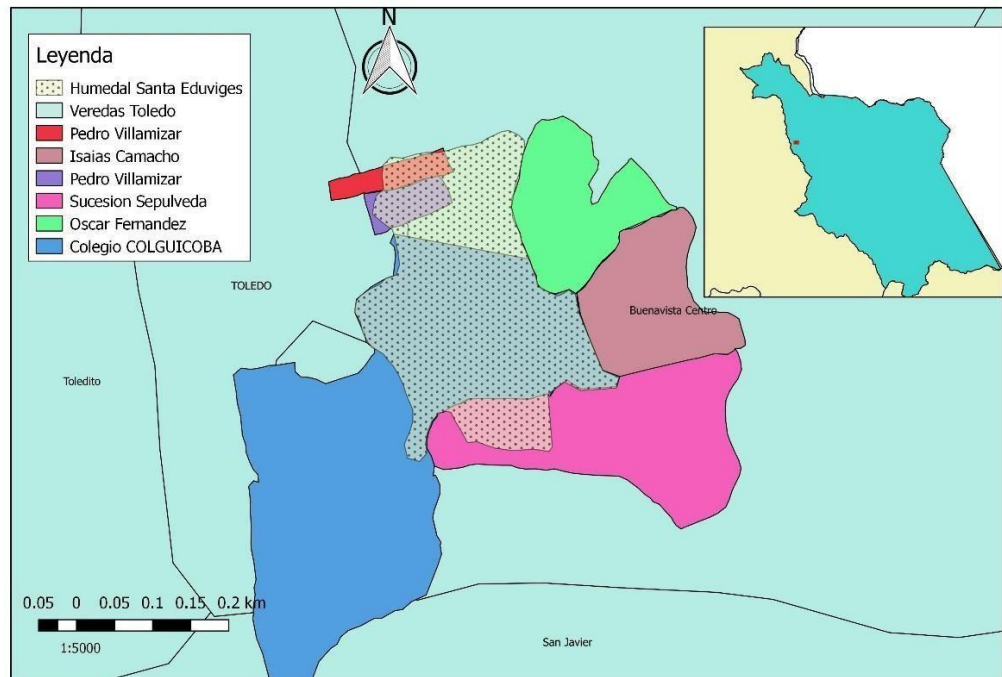 N
Leyenda
Humedal Santa Eduviges
Veredas Toledo
Pedro Villamizar
Isaias Camacho
Pedro Villamizar
Sucesion Sepulveda
Oscar Fernandez
Colegio COLGUICOBA
TOLEDO
Buenavista Centro
Toledito
0.05 0 0.05 0.1 0.15 0.2 km
1:5000
San Javier